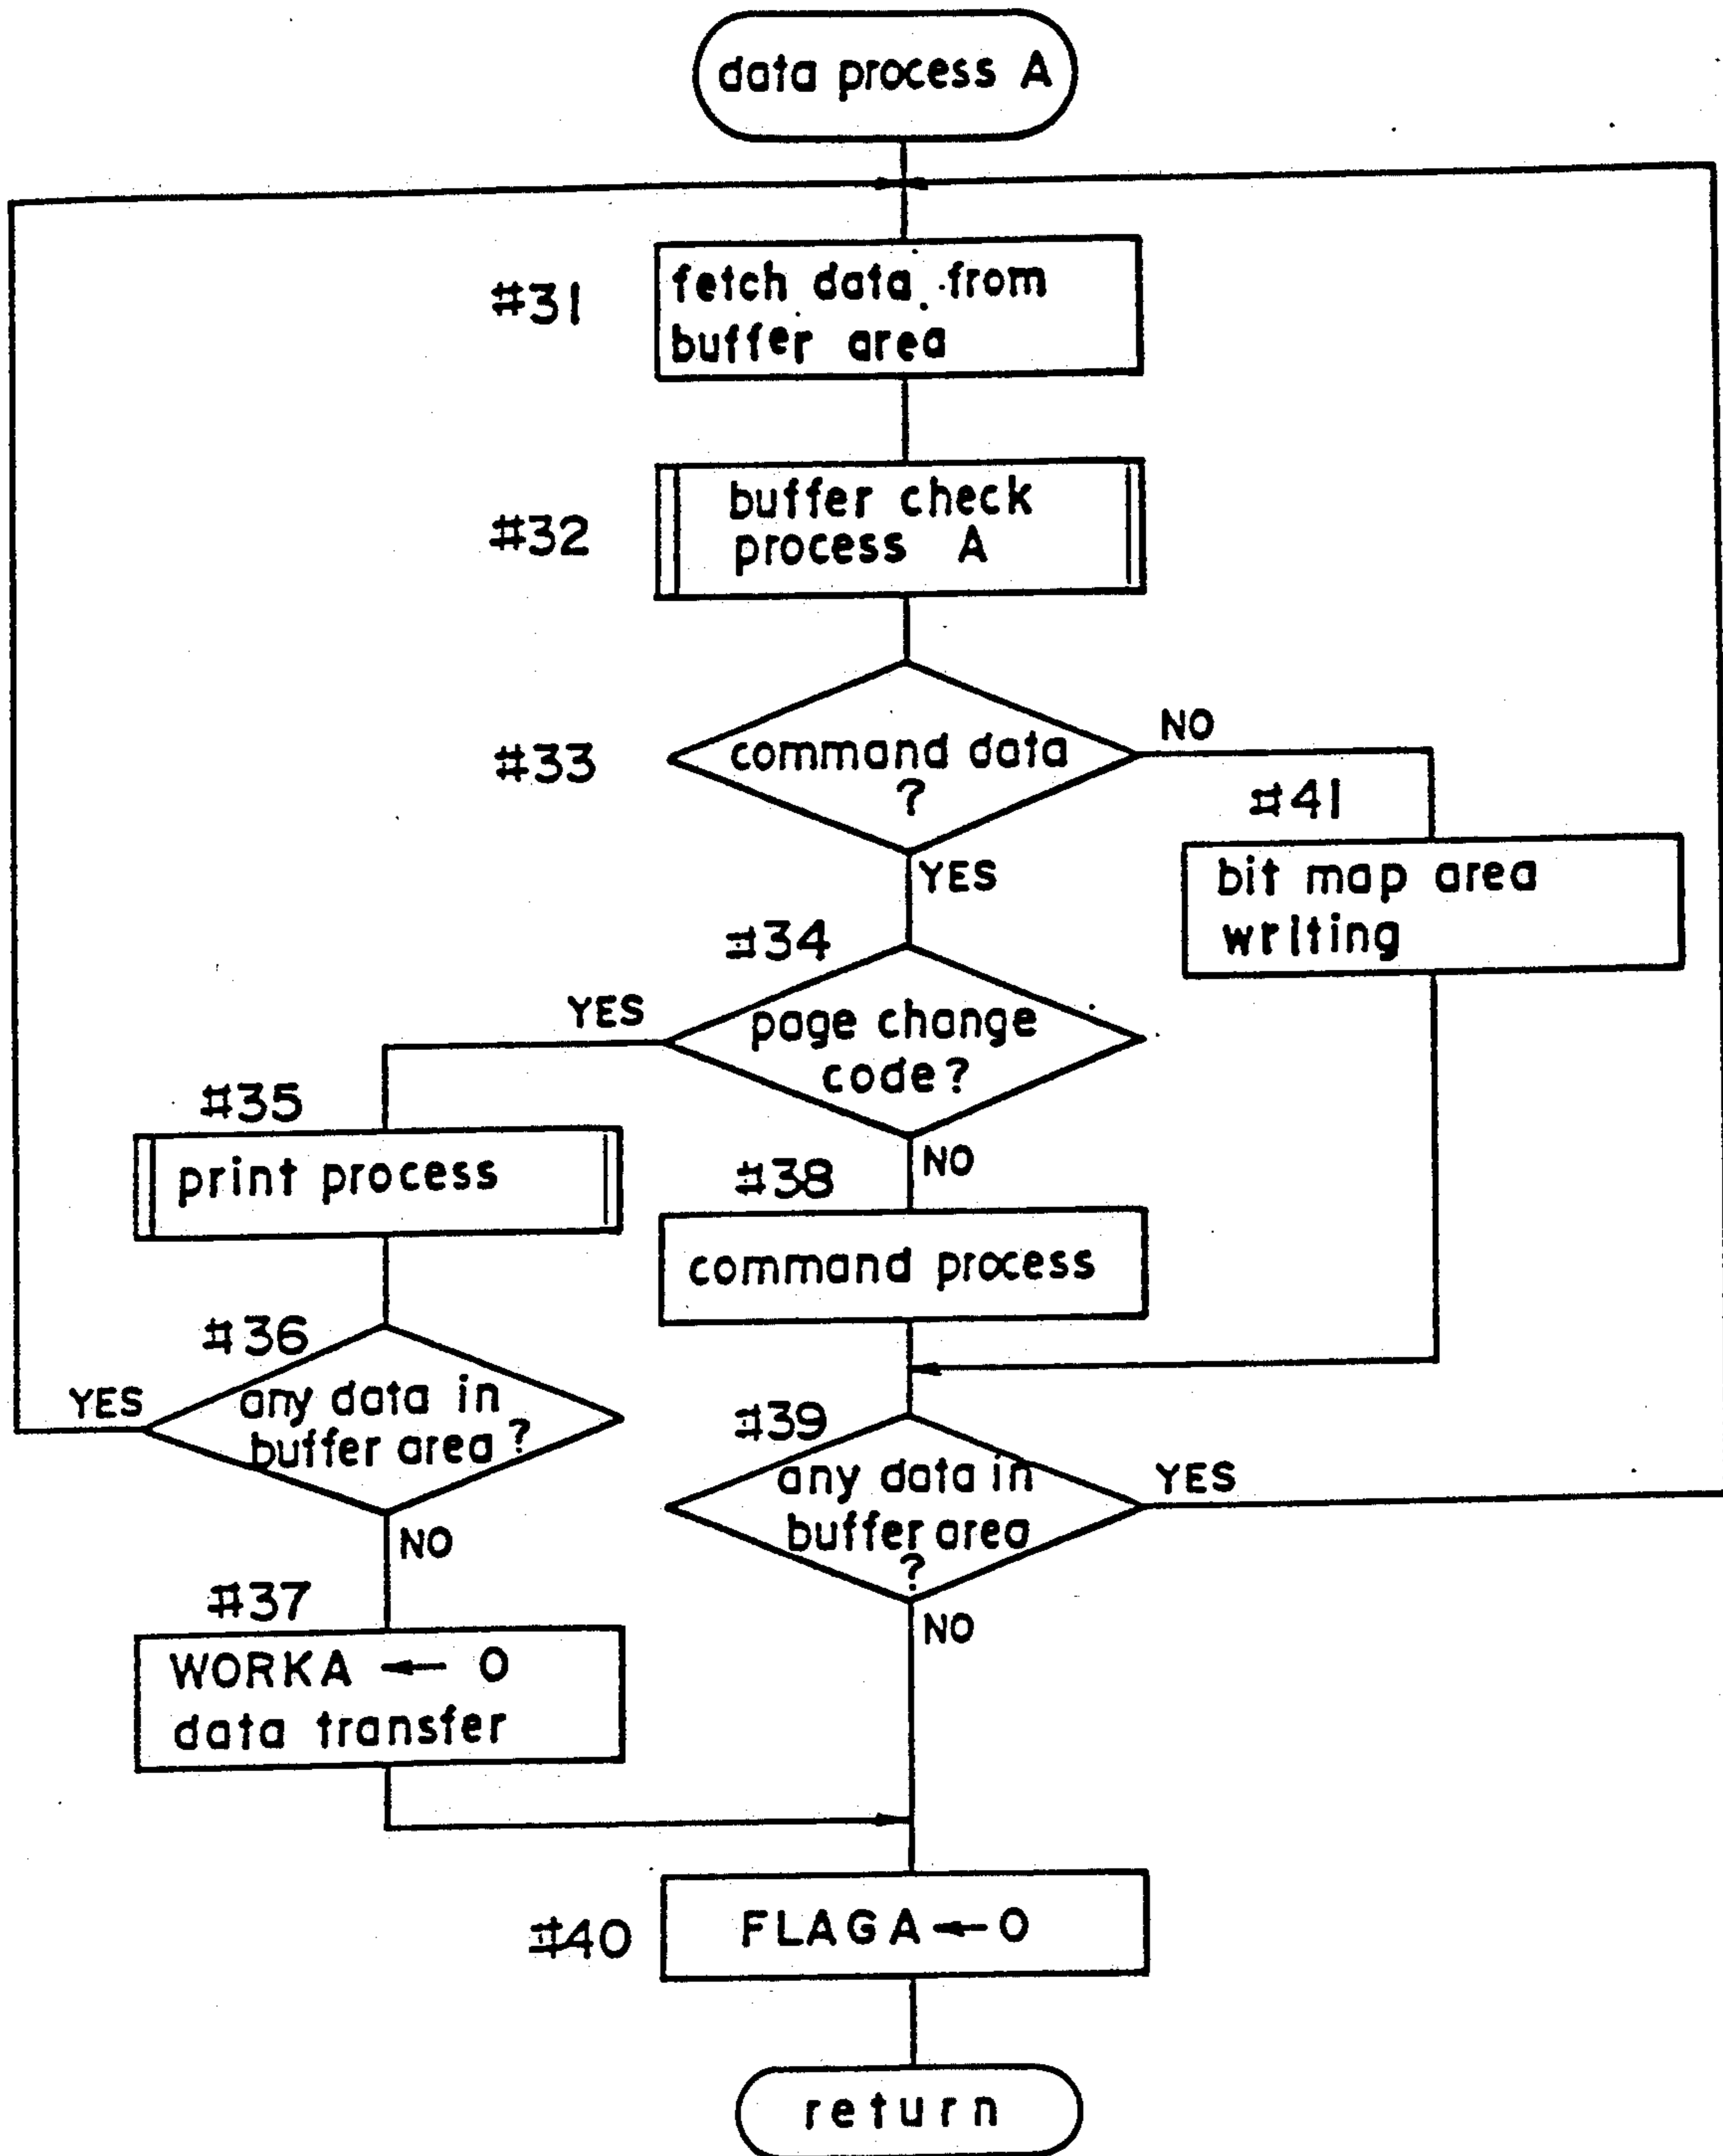 data process A
#31
fetch data from
buffer area
#32
buffer check
process A
#33
command data
?
NO
YES
#41
bit map area
writing
#34
page change
code?
YES
NO
#35
print process
#38
command process
#36
any data in
buffer area?
YES
NO
#39
any data in
buffer area
?
YES
NO
#37
WORKA ← 0
data transfer
#40
FLAGA ← 0
return